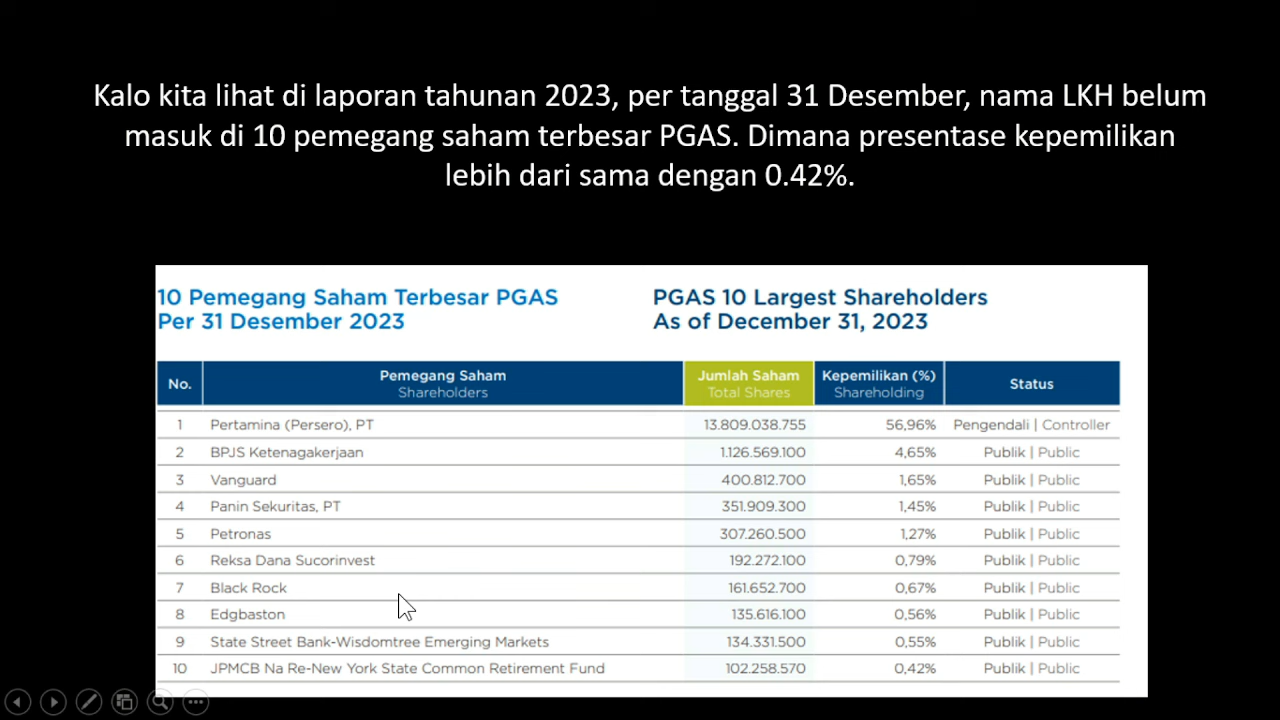 Kalo kita lihat di laporan tahunan 2023, per tanggal 31 Desember, nama LKH belum
masuk di 10 pemegang saham terbesar PGAS. Dimana presentase kepemilikan
lebih dari sama dengan 0.42%.
10 Pemegang Saham Terbesar PGAS
Per 31 Desember 2023
PGAS 10 Largest Shareholders
As of December 31, 2023
No. Pemegang Saham Shareholders Jumlah Saham Total Shares Kepemilikan (%) Shareholding Status
1 Pertamina (Persero), PT 13.809.038.755 56,96% Pengendali | Controller
2 BPJS Ketenagakerjaan 1.126.569.100 4,65% Publik | Public
3 Vanguard 400.812.700 1,65% Publik | Public
4 Panin Sekuritas, PT 351.909.300 1,45% Publik | Public
5 Petronas 307.260.500 1,27% Publik | Public
6 Reksa Dana Sucorinvest 192.272.100 0,79% Publik | Public
7 Black Rock 161.652.700 0,67% Publik | Public
8 Edgbaston 135.616.100 0,56% Publik | Public
9 State Street Bank-Wisdomtree Emerging Markets 134.331.500 0,55% Publik | Public
10 JPMCB Na Re-New York State Common Retirement Fund 102.258.570 0,42% Publik | Public